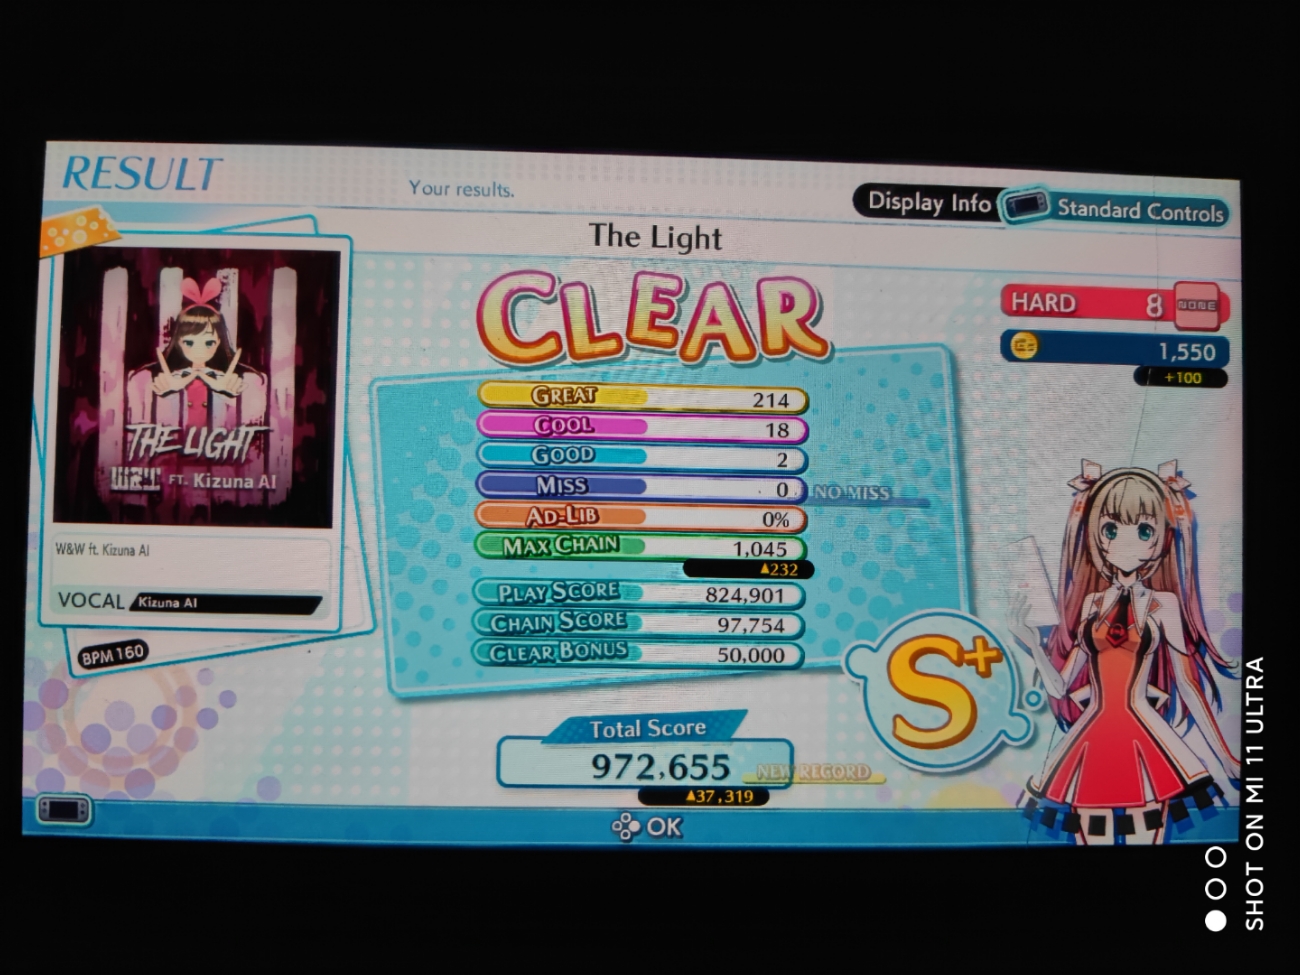 RESULT
Your results.
Display Info
Standard Controls
The Light
CLEAR
HARD 8 NONE
1,550
+100
THE LIGHT
W&W FT. Kizuna AI
W&W ft. Kizuna AI
VOCAL Kizuna AI
BPM 160
GREAT 214
COOL 18
GOOD 2
MISS 0 NO MISS
AD-LIB 0%
MAX CHAIN 1,045
▲232
PLAY SCORE 824,901
CHAIN SCORE 97,754
CLEAR BONUS 50,000
S+
Total Score
972,655 NEW RECORD
▲37,319
OK
SHOT ON MI 11 ULTRA